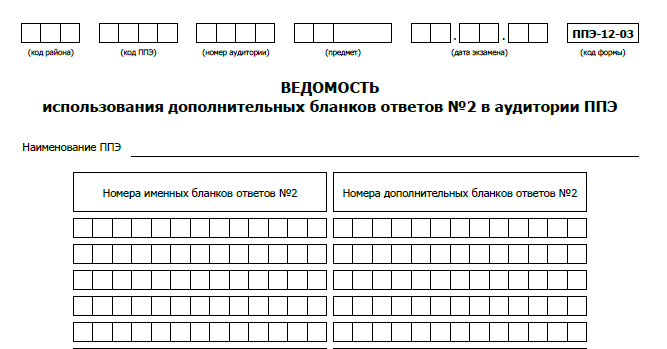 ППЭ-12-03
(код района) (код ППЭ) (номер аудитории) (предмет) (дата экзамена) (код формы)
ВЕДОМОСТЬ
использования дополнительных бланков ответов №2 в аудитории ППЭ
Наименование ППЭ
Номера именных бланков ответов №2 Номера дополнительных бланков ответов №2